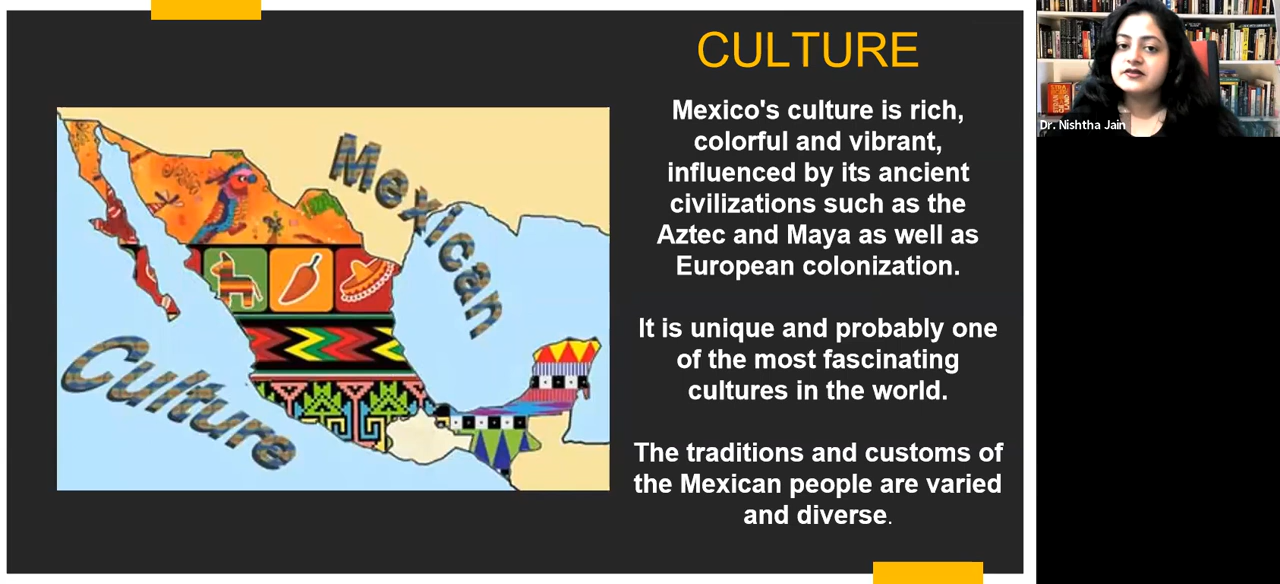 CULTURE
Mexico's culture is rich,
colorful and vibrant,
influenced by its ancient
civilizations such as the
Aztec and Maya as well as
European colonization.
It is unique and probably one
of the most fascinating
cultures in the world.
The traditions and customs of
the Mexican people are varied
and diverse.
Mexican
Culture
Dr. Nishtha Jain